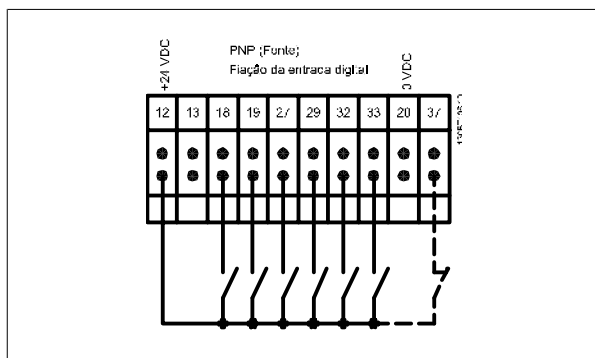 PNP (Fonte)
Fiação da entrada digital
+24 VDC
0 VDC
12 13 18 19 27 29 32 33 20 37